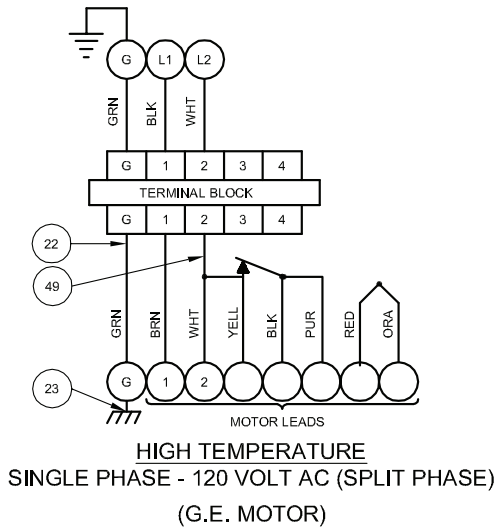 G L1 L2
GRN BLK WHT
G 1 2 3 4
TERMINAL BLOCK
G 1 2 3 4
22
49
GRN BRN WHT YELL BLK PUR RED ORA
23
G 1 2
MOTOR LEADS
HIGH TEMPERATURE
SINGLE PHASE - 120 VOLT AC (SPLIT PHASE)
(G.E. MOTOR)